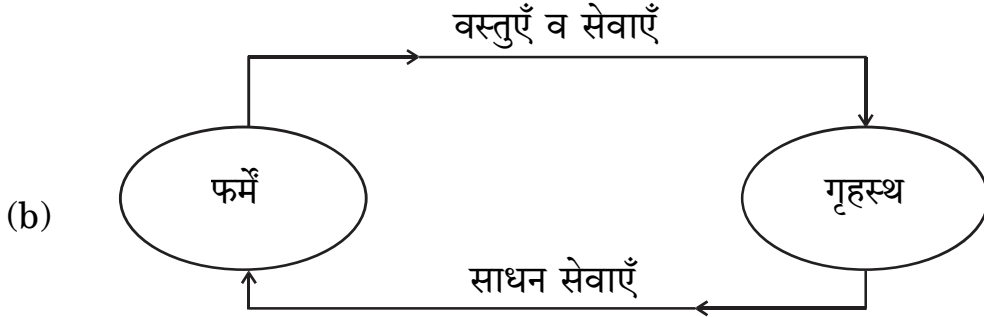 वस्तुएँ व सेवाएँ
(b) फर्में गृहस्थ
साधन सेवाएँ